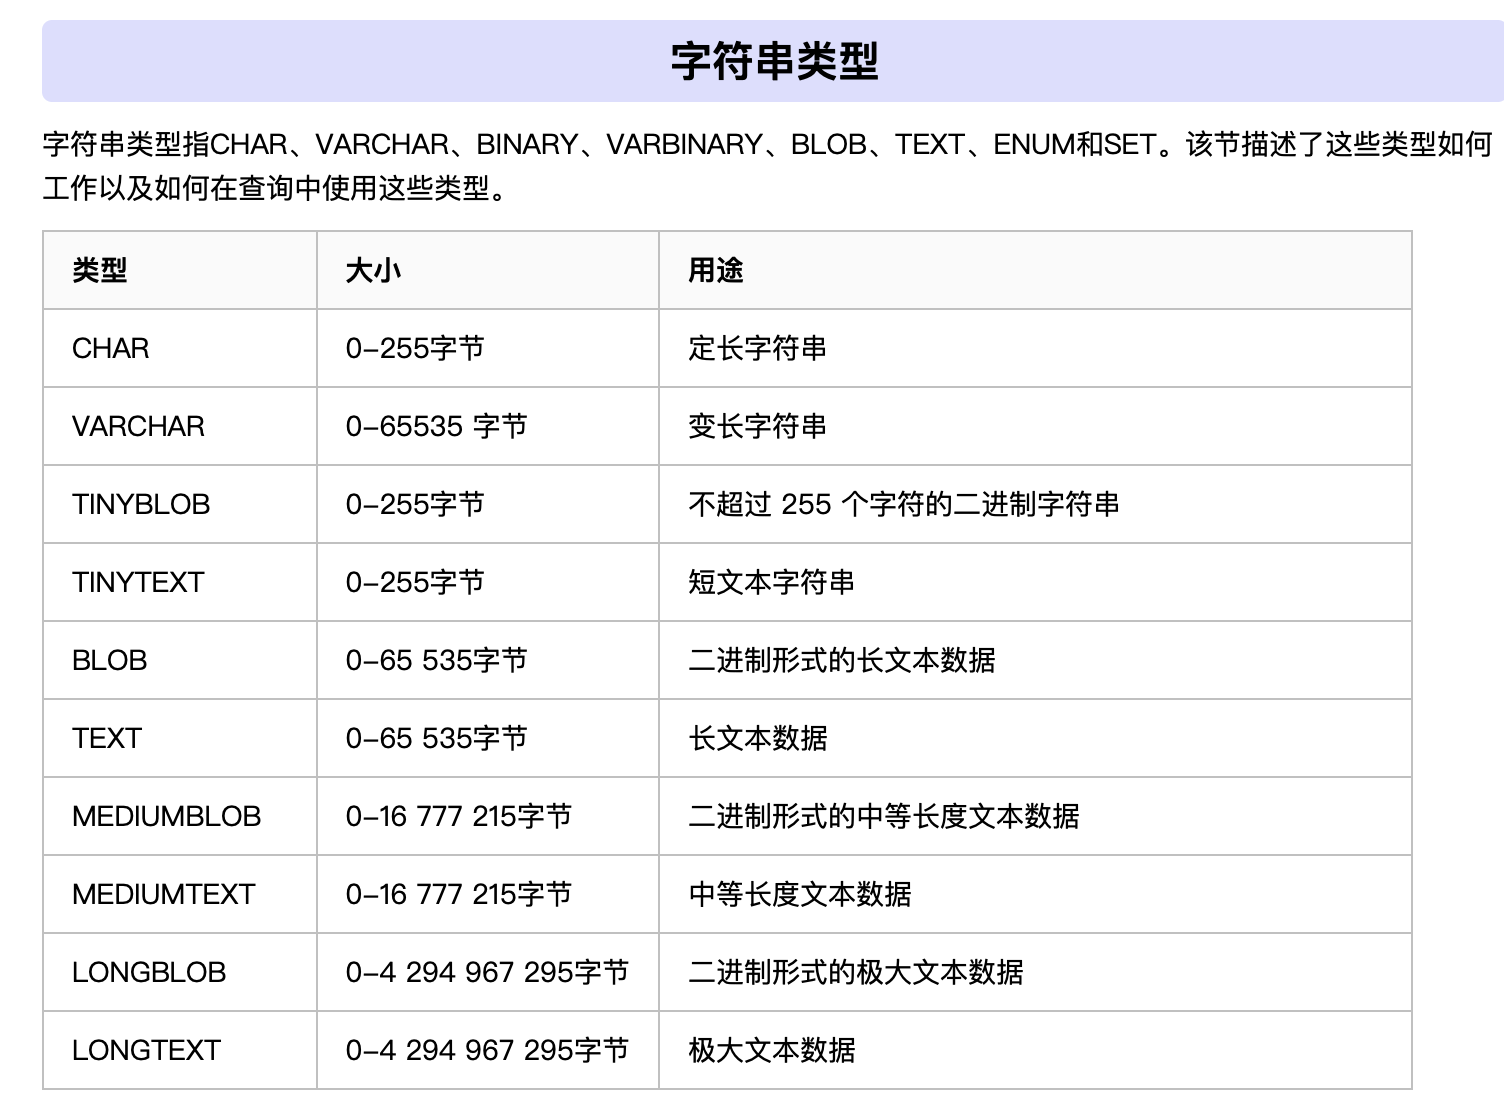 字符串类型
字符串类型指CHAR、VARCHAR、BINARY、VARBINARY、BLOB、TEXT、ENUM和SET。该节描述了这些类型如何
工作以及如何在查询中使用这些类型。
类型 大小 用途
CHAR 0-255字节 定长字符串
VARCHAR 0-65535 字节 变长字符串
TINYBLOB 0-255字节 不超过 255 个字符的二进制字符串
TINYTEXT 0-255字节 短文本字符串
BLOB 0-65 535字节 二进制形式的长文本数据
TEXT 0-65 535字节 长文本数据
MEDIUMBLOB 0-16 777 215字节 二进制形式的中等长度文本数据
MEDIUMTEXT 0-16 777 215字节 中等长度文本数据
LONGBLOB 0-4 294 967 295字节 二进制形式的极大文本数据
LONGTEXT 0-4 294 967 295字节 极大文本数据